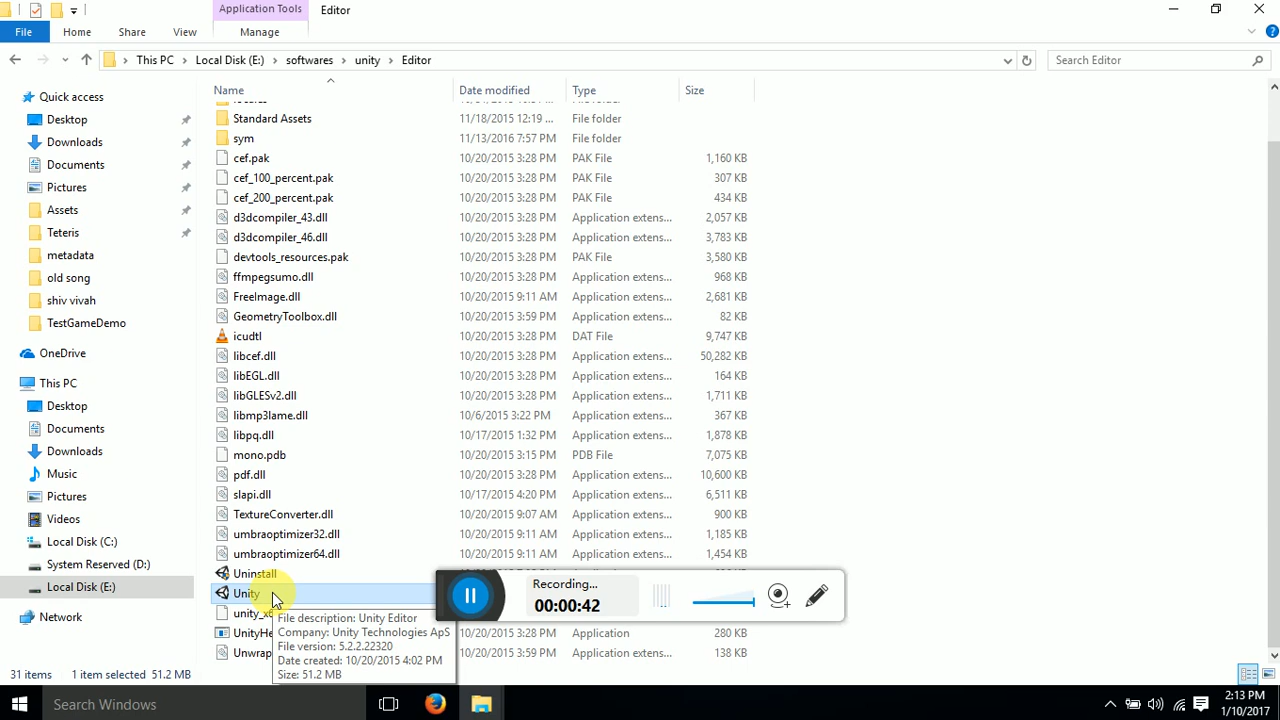 Application Tools
Editor
File
Home
Share
View
Manage
This PC
Local Disk (E:)
softwares
unity
Editor
Search Editor
Quick access
Desktop
Downloads
Documents
Pictures
Assets
Teteris
metadata
old song
shiv vivah
TestGameDemo
OneDrive
This PC
Desktop
Documents
Downloads
Music
Pictures
Videos
Local Disk (C:)
System Reserved (D:)
Local Disk (E:)
Network
Name Date modified Type Size
Standard Assets 11/18/2015 12:19 ... File folder
sym 11/13/2016 7:57 PM File folder
cef.pak 10/20/2015 3:28 PM PAK File 1,160 KB
cef_100_percent.pak 10/20/2015 3:28 PM PAK File 307 KB
cef_200_percent.pak 10/20/2015 3:28 PM PAK File 434 KB
d3dcompiler_43.dll 10/20/2015 3:28 PM Application extens... 2,057 KB
d3dcompiler_46.dll 10/20/2015 3:28 PM Application extens... 3,783 KB
devtools_resources.pak 10/20/2015 3:28 PM PAK File 3,580 KB
ffmpegsumo.dll 10/20/2015 3:28 PM Application extens... 968 KB
FreeImage.dll 10/20/2015 9:11 AM Application extens... 2,681 KB
GeometryToolbox.dll 10/20/2015 3:59 PM Application extens... 82 KB
icudtl 10/20/2015 3:28 PM DAT File 9,747 KB
libcef.dll 10/20/2015 3:28 PM Application extens... 50,282 KB
libEGL.dll 10/20/2015 3:28 PM Application extens... 164 KB
libGLESv2.dll 10/20/2015 3:28 PM Application extens... 1,711 KB
libmp3lame.dll 10/6/2015 3:22 PM Application extens... 367 KB
libpq.dll 10/17/2015 1:32 PM Application extens... 1,878 KB
mono.pdb 10/20/2015 3:15 PM PDB File 7,075 KB
pdf.dll 10/20/2015 3:28 PM Application extens... 10,600 KB
slapi.dll 10/17/2015 4:20 PM Application extens... 6,511 KB
TextureConverter.dll 10/20/2015 9:07 AM Application extens... 900 KB
umbraoptimizer32.dll 10/20/2015 9:11 AM Application extens... 1,185 KB
umbraoptimizer64.dll 10/20/2015 9:11 AM Application extens... 1,454 KB
Uninstall
Unity
unity_x
UnityHe Application 280 KB
Unwrap 10/20/2015 3:59 PM Application extens... 138 KB
File description: Unity Editor
Company: Unity Technologies ApS
File version: 5.2.2.22320
Date created: 10/20/2015 4:02 PM
Size: 51.2 MB
Recording...
00:00:42
31 items 1 item selected 51.2 MB
Search Windows
2:13 PM
1/10/2017